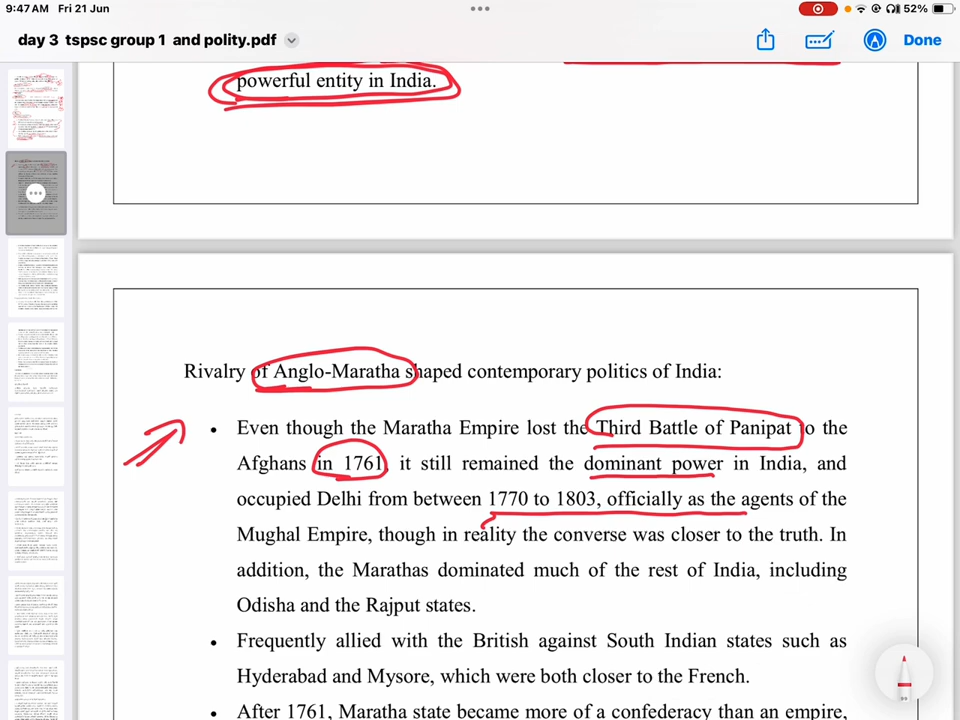 9:47 AM Fri 21 Jun
52%
day 3 tspsc group 1 and polity.pdf
Done
powerful entity in India.
Rivalry of Anglo-Maratha shaped contemporary politics of India:
• Even though the Maratha Empire lost the Third Battle of Panipat to the
Afghans in 1761, it still remained the dominant power in India, and
occupied Delhi from between 1770 to 1803, officially as the agents of the
Mughal Empire, though in reality the converse was closer to the truth. In
addition, the Marathas dominated much of the rest of India, including
Odisha and the Rajput states.
• Frequently allied with the British against South Indian states such as
Hyderabad and Mysore, which were both closer to the French.
• After 1761, Maratha state became more of a confederacy than an empire,